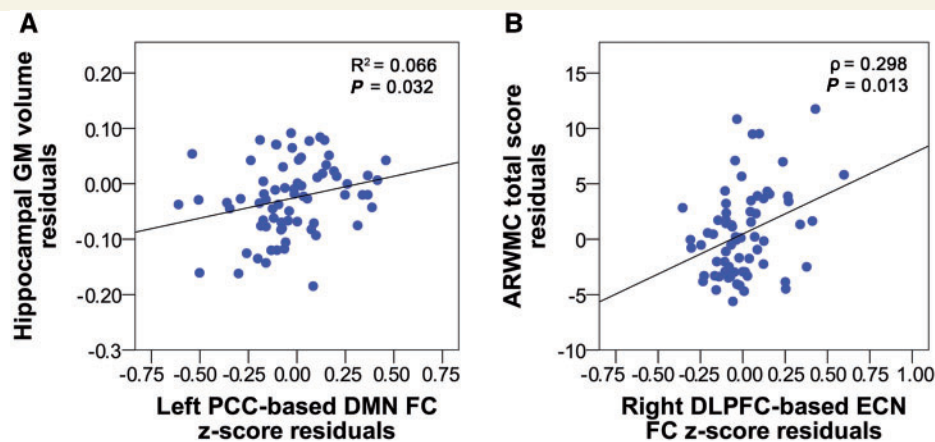 A
Hippocampal GM volume
residuals
R² = 0.066
P = 0.032
0.20
0.10
0.00
-0.10
-0.20
-0.3
-0.75 -0.50 -0.25 0.00 0.25 0.50 0.75
Left PCC-based DMN FC
z-score residuals
B
ARWMC total score
residuals
ρ = 0.298
P = 0.013
15
10
5
0
-5
-10
-0.75 -0.50 -0.25 0.00 0.25 0.50 0.75 1.00
Right DLPFC-based ECN
FC z-score residuals